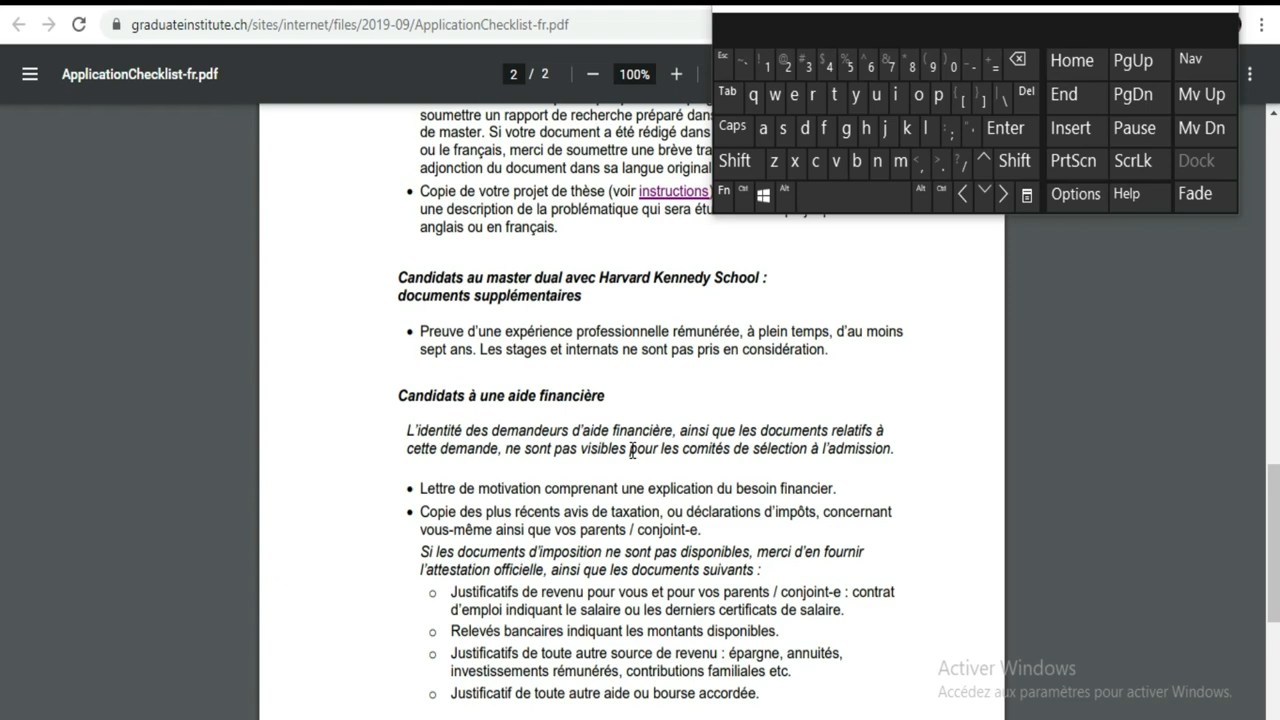 graduateinstitute.ch/sites/internet/files/2019-09/ApplicationChecklist-fr.pdf
ApplicationChecklist-fr.pdf
2 / 2
100%
Esc ~` !1 @2 #3 $4 %5 ^6 &7 *8 (9 )0 _- += Home PgUp Nav
Tab q w e r t y u i o p {[ }] |\ Del End PgDn Mv Up
Caps a s d f g h j k l :; "' Enter Insert Pause Mv Dn
Shift z x c v b n m <, >. ?/ Shift PrtScn ScrLk Dock
Fn Ctrl Alt Alt Ctrl Options Help Fade
soumettre un rapport de recherche préparé dans
de master. Si votre document a été rédigé dans
ou le français, merci de soumettre une brève
adjonction du document dans sa langue
• Copie de votre projet de thèse (voir instructions)
une description de la problématique qui sera
anglais ou en français.
Candidats au master dual avec Harvard Kennedy School :
documents supplémentaires
• Preuve d'une expérience professionnelle rémunérée, à plein temps, d'au moins
sept ans. Les stages et internats ne sont pas pris en considération.
Candidats à une aide financière
L'identité des demandeurs d'aide financière, ainsi que les documents relatifs à
cette demande, ne sont pas visibles pour les comités de sélection à l'admission.
• Lettre de motivation comprenant une explication du besoin financier.
• Copie des plus récents avis de taxation, ou déclarations d'impôts, concernant
vous-même ainsi que vos parents / conjoint-e.
Si les documents d'imposition ne sont pas disponibles, merci d'en fournir
l'attestation officielle, ainsi que les documents suivants :
o Justificatifs de revenu pour vous et pour vos parents / conjoint-e : contrat
d'emploi indiquant le salaire ou les derniers certificats de salaire.
o Relevés bancaires indiquant les montants disponibles.
o Justificatifs de toute autre source de revenu : épargne, annuités,
investissements rémunérés, contributions familiales etc.
o Justificatif de toute autre aide ou bourse accordée.
Activer Windows
Accédez aux paramètres pour activer Windows.